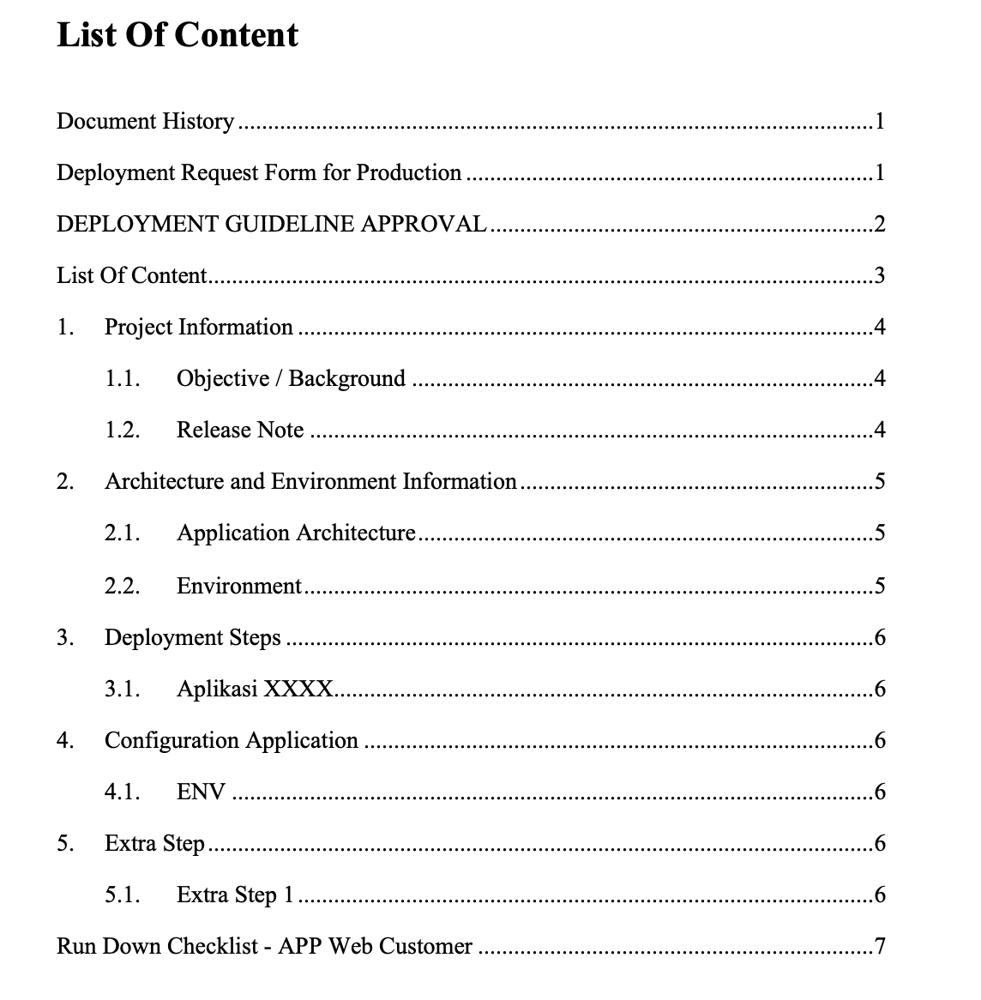 List Of Content
Document History ........................................................................................................... 1
Deployment Request Form for Production .................................................................... 1
DEPLOYMENT GUIDELINE APPROVAL ................................................................ 2
List Of Content................................................................................................................ 3
1. Project Information ................................................................................................ 4
1.1. Objective / Background ............................................................................. 4
1.2. Release Note .............................................................................................. 4
2. Architecture and Environment Information ........................................................... 5
2.1. Application Architecture ............................................................................ 5
2.2. Environment ............................................................................................... 5
3. Deployment Steps .................................................................................................. 6
3.1. Aplikasi XXXX.......................................................................................... 6
4. Configuration Application ..................................................................................... 6
4.1. ENV ........................................................................................................... 6
5. Extra Step ............................................................................................................... 6
5.1. Extra Step 1 ................................................................................................ 6
Run Down Checklist - APP Web Customer .................................................................. 7